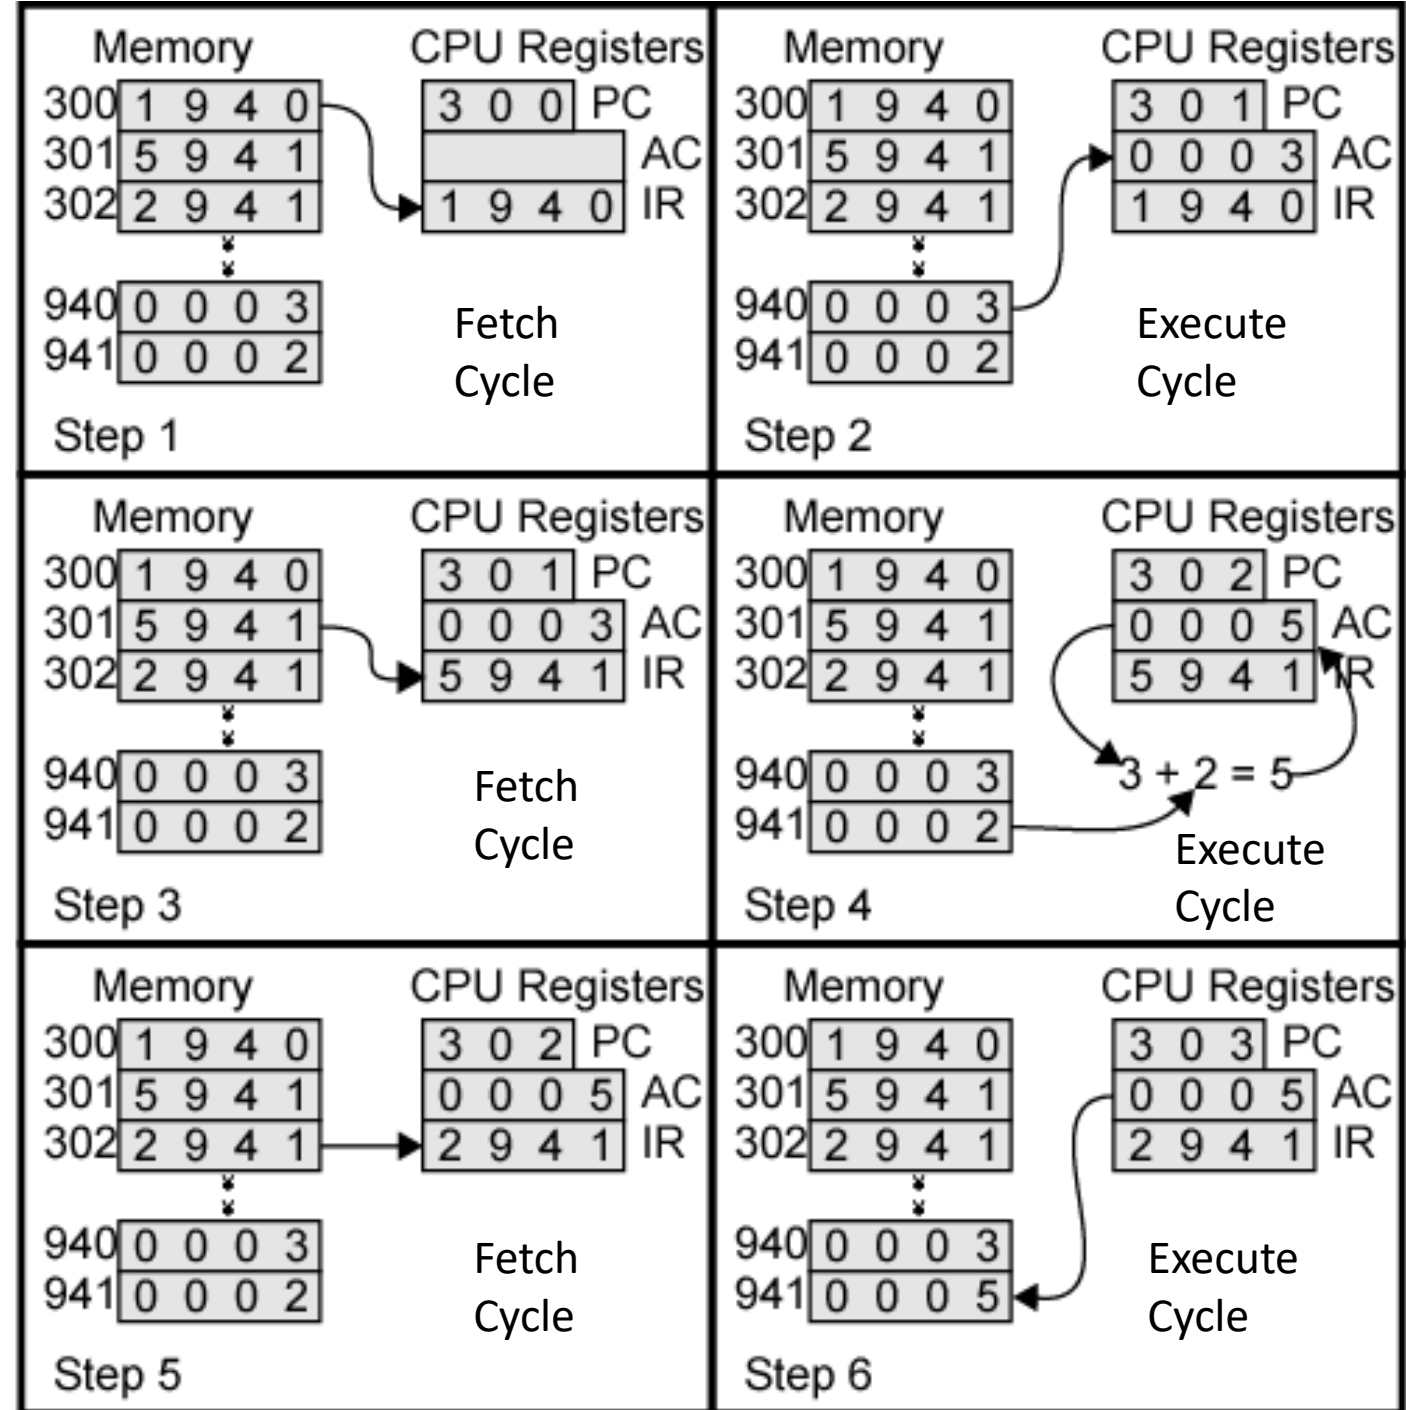 Memory CPU Registers
300 1 9 4 0 3 0 0 PC
301 5 9 4 1 AC
302 2 9 4 1 1 9 4 0 IR
940 0 0 0 3
941 0 0 0 2
Fetch
Cycle
Step 1
Memory CPU Registers
300 1 9 4 0 3 0 1 PC
301 5 9 4 1 0 0 0 3 AC
302 2 9 4 1 1 9 4 0 IR
940 0 0 0 3
941 0 0 0 2
Execute
Cycle
Step 2
Memory CPU Registers
300 1 9 4 0 3 0 1 PC
301 5 9 4 1 0 0 0 3 AC
302 2 9 4 1 5 9 4 1 IR
940 0 0 0 3
941 0 0 0 2
Fetch
Cycle
Step 3
Memory CPU Registers
300 1 9 4 0 3 0 2 PC
301 5 9 4 1 0 0 0 5 AC
302 2 9 4 1 5 9 4 1 IR
940 0 0 0 3 3 + 2 = 5
941 0 0 0 2
Execute
Cycle
Step 4
Memory CPU Registers
300 1 9 4 0 3 0 2 PC
301 5 9 4 1 0 0 0 5 AC
302 2 9 4 1 2 9 4 1 IR
940 0 0 0 3
941 0 0 0 2
Fetch
Cycle
Step 5
Memory CPU Registers
300 1 9 4 0 3 0 3 PC
301 5 9 4 1 0 0 0 5 AC
302 2 9 4 1 2 9 4 1 IR
940 0 0 0 3
941 0 0 0 5
Execute
Cycle
Step 6